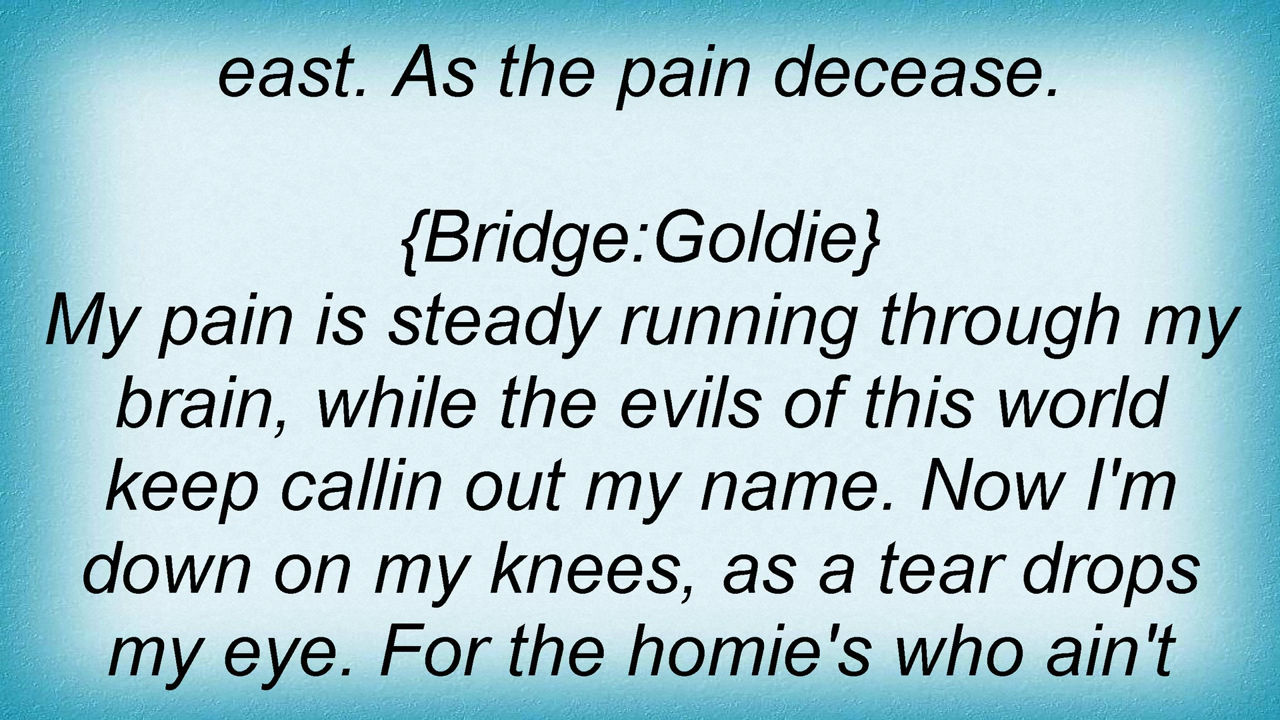 east. As the pain decease.
{Bridge:Goldie}
My pain is steady running through my
brain, while the evils of this world
keep callin out my name. Now I'm
down on my knees, as a tear drops
my eye. For the homie's who ain't